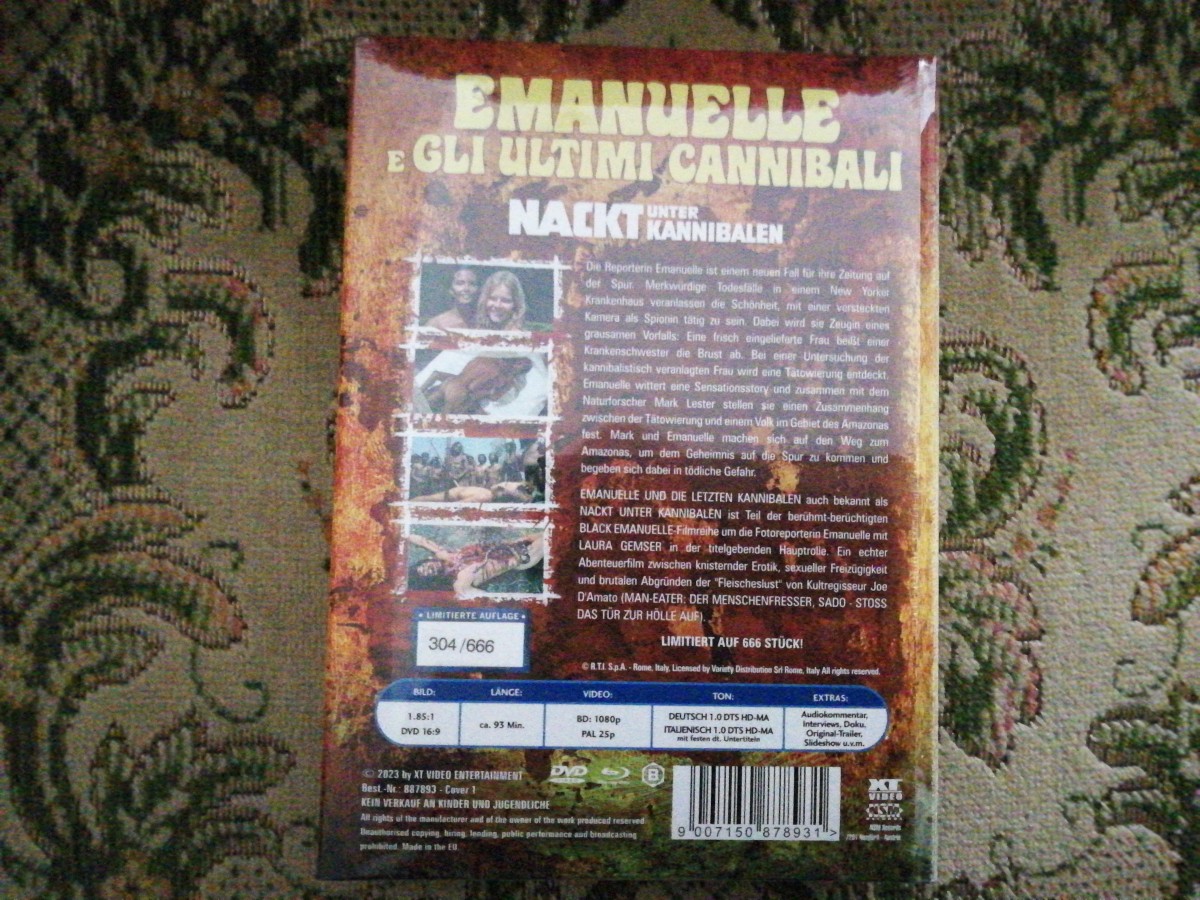 EMANUELLE
E GLI ULTIMI CANNIBALI
NACKT UNTER KANNIBALEN
Die Reporterin Emanuelle ist einem neuen Fall für ihre Zeitung auf
der Spur. Merkwürdige Todesfälle in einem New Yorker
Krankenhaus veranlassen die Schönheit, mit einer versteckten
Kamera als Spionin tätig zu sein. Dabei wird sie Zeugin eines
grausamen Vorfalls: Eine frisch eingelieferte Frau beißt einer
Krankenschwester die Brust ab. Bei einer Untersuchung der
kannibalistisch veranlagten Frau wird eine Tätowierung entdeckt.
Emanuelle wittert eine Sensationsstory und zusammen mit dem
Naturforscher Mark Lester stellen sie einen Zusammenhang
zwischen der Tätowierung und einem Volk im Gebiet des Amazonas
fest. Mark und Emanuelle machen sich auf den Weg zum
Amazonas, um dem Geheimnis auf die Spur zu kommen und
begeben sich dabei in tödliche Gefahr.
EMANUELLE UND DIE LETZTEN KANNIBALEN auch bekannt als
NACKT UNTER KANNIBALEN ist Teil der berühmt-berüchtigten
BLACK EMANUELLE-Filmreihe um die Fotoreporterin Emanuelle mit
LAURA GEMSER in der titelgebenden Hauptrolle. Ein echter
Abenteuerfilm zwischen knisternder Erotik, sexueller Freizügigkeit
und brutalen Abgründen der "Fleischeslust" von Kultregisseur Joe
D'Amato (MAN-EATER: DER MENSCHENFRESSER, SADO - STOSS
DAS TÜR ZUR HÖLLE AUF).
LIMITIERT AUF 666 STÜCK!
• LIMITIERTE AUFLAGE •
304/666
© R.T.I. S.p.A. - Rome, Italy, Licensed by Variety Distribution Srl Rome, Italy All rights reserved.
BILD: LÄNGE: VIDEO: TON: EXTRAS:
1.85:1
DVD 16:9
ca. 93 Min.
BD: 1080p
PAL 25p
DEUTSCH 1.0 DTS HD-MA
ITALIENISCH 1.0 DTS HD-MA
mit festen dt. Untertiteln
Audiokommentar,
Interviews, Doku,
Original-Trailer,
Slideshow u.v.m.
© 2023 by XT VIDEO ENTERTAINMENT
Best.-Nr.: 887893 - Cover 1
KEIN VERKAUF AN KINDER UND JUGENDLICHE
All rights of the manufacturer and of the owner of the work produced reserved
Unauthorised copying, hiring, lending, public performance and broadcasting
prohibited. Made in the EU.
DVD
B
9 007150 878931 >
XT
VIDEO
NSM
NSM Records